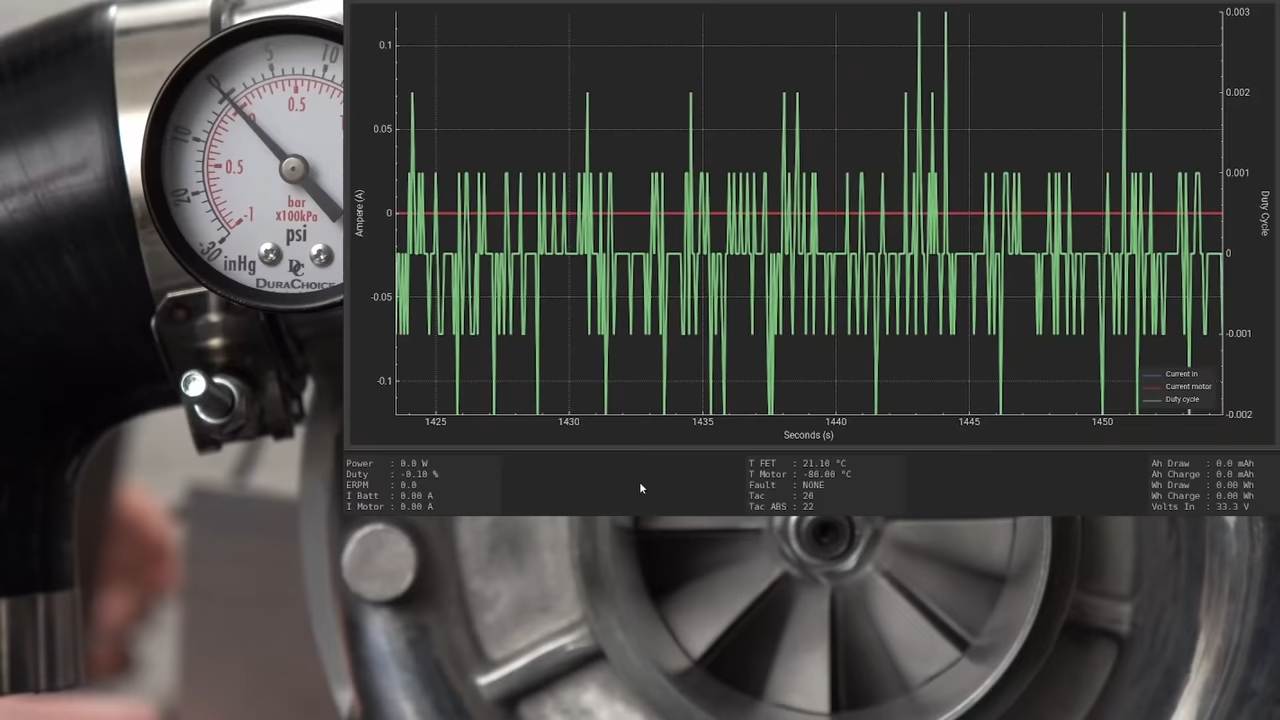 0
5
10
10
20
-30
0
0.5
0.5
-1
bar
x100kPa
psi
inHg
DC
DURACHOICE
0.1
0.05
0
-0.05
-0.1
Ampere (A)
0.003
0.002
0.001
0
-0.001
-0.002
Duty Cycle
Current in
Current motor
Duty cycle
1425 1430 1435 1440 1445 1450
Seconds (s)
Power : 0.0 W
Duty : -0.10 %
ERPM : 0.0
I Batt : 0.00 A
I Motor : 0.00 A
T FET : 21.10 °C
T Motor : -80.00 °C
Fault : NONE
Tac : 20
Tac ABS : 22
Ah Draw : 0.0 mAh
Ah Charge : 0.0 mAh
Wh Draw : 0.00 Wh
Wh Charge : 0.00 Wh
Volts In : 33.3 V